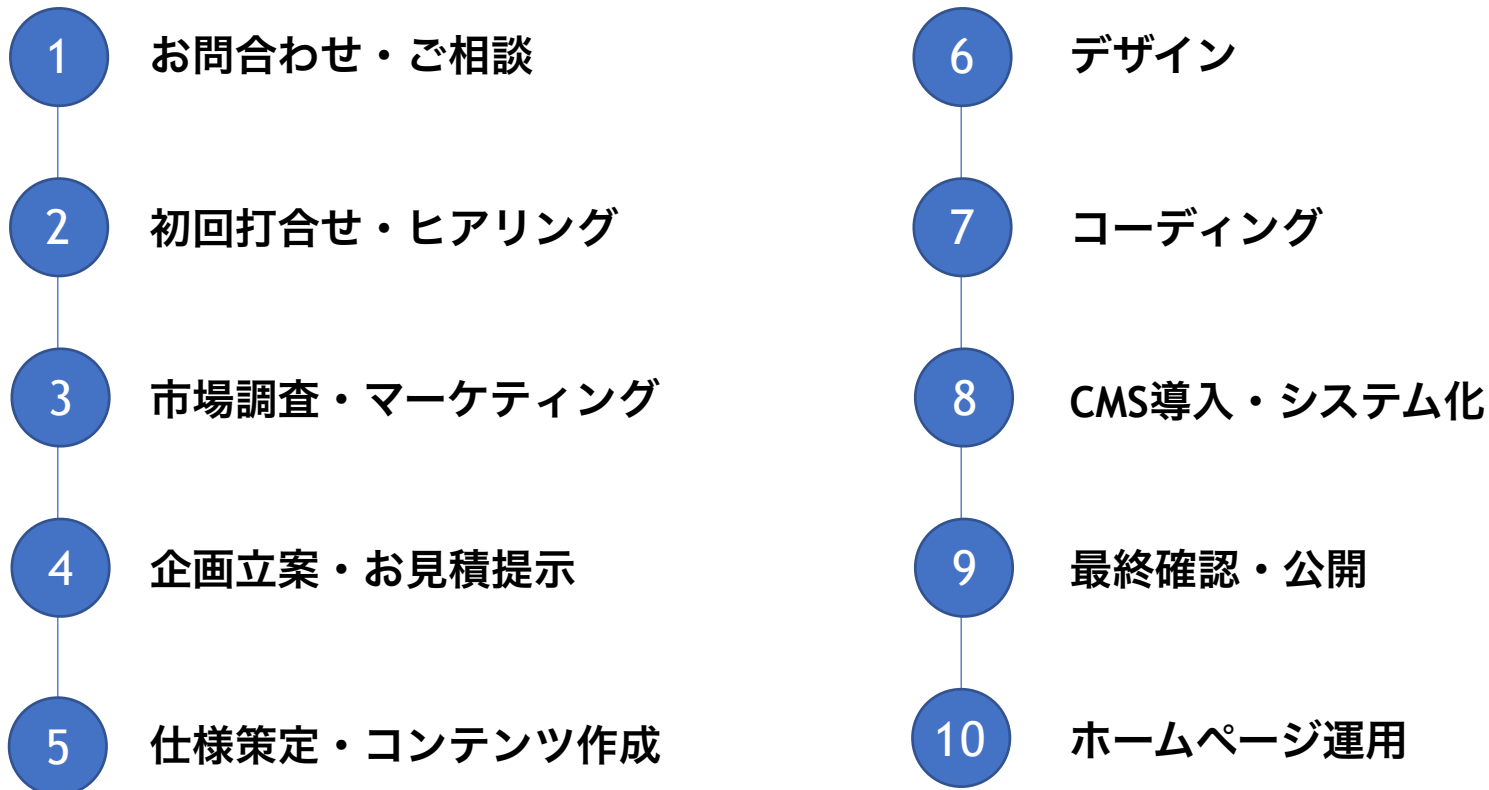 1 お問合わせ・ご相談
2 初回打合せ・ヒアリング
3 市場調査・マーケティング
4 企画立案・お見積提示
5 仕様策定・コンテンツ作成
6 デザイン
7 コーディング
8 CMS導入・システム化
9 最終確認・公開
10 ホームページ運用